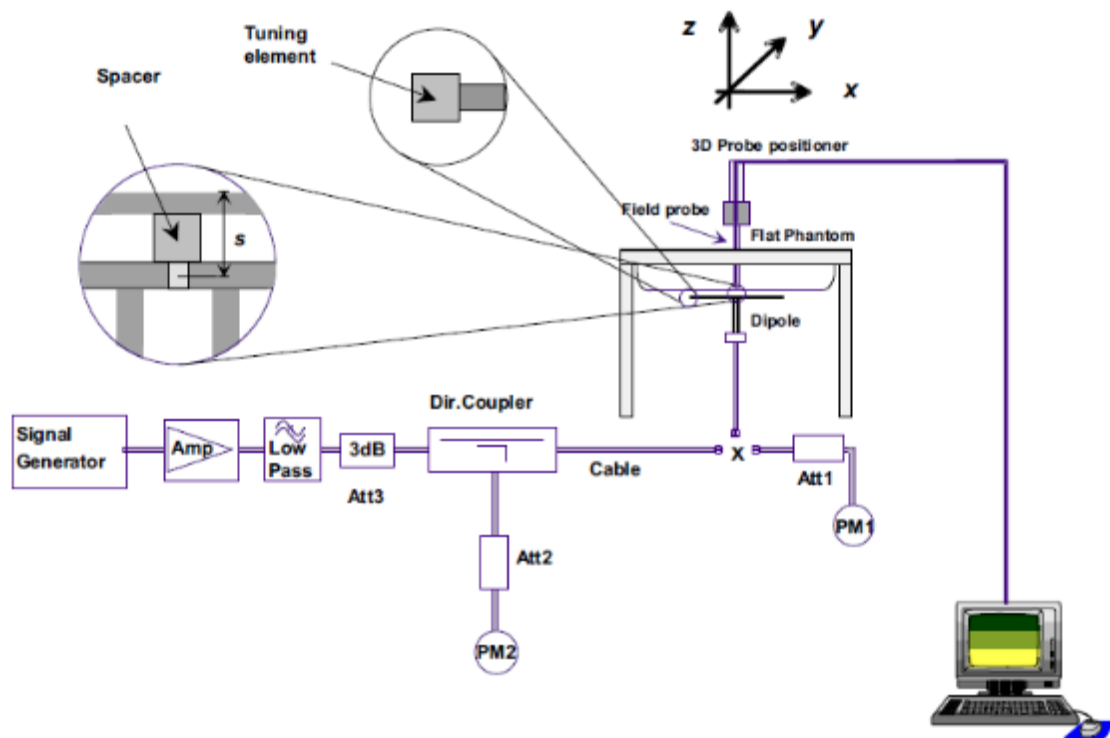 Tuning
element
Spacer
s
z
y
x
3D Probe positioner
Field probe
Flat Phantom
Dipole
Dir.Coupler
Signal
Generator
Amp
Low
Pass
3dB
Att3
Cable
X
Att1
PM1
Att2
PM2